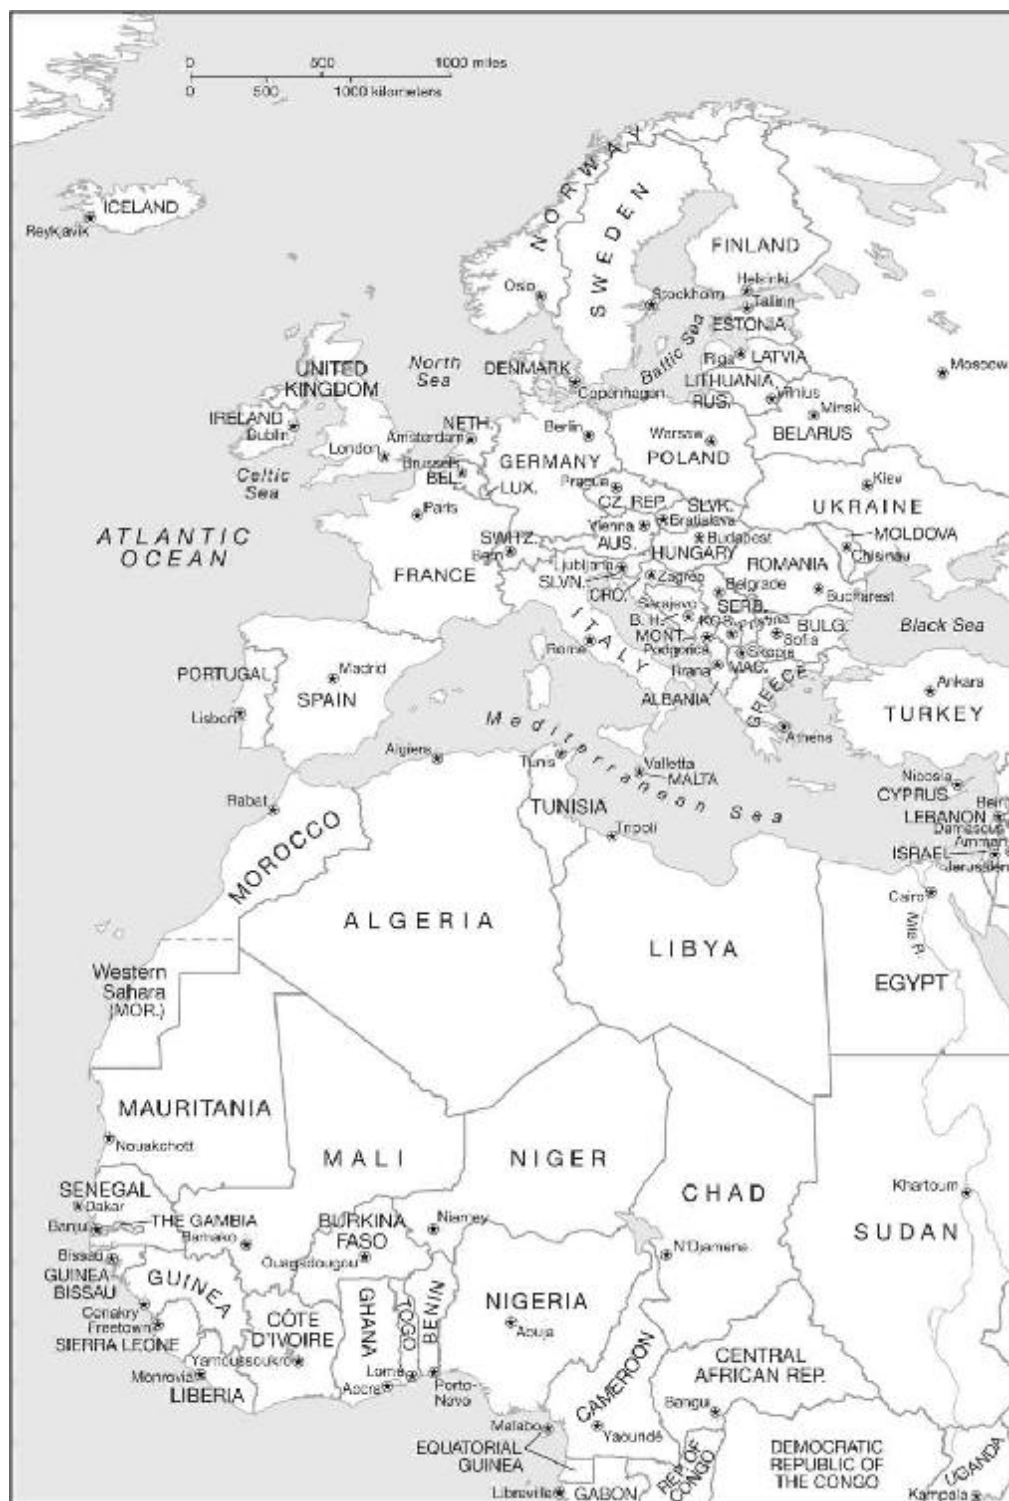 0 500 1000 miles
0 500 1000 kilometers
ICELAND
Reykjavik
NORWAY
SWEDEN
FINLAND
Oslo
Helsinki
Stockholm
Tallinn
ESTONIA
Baltic Sea
Riga
LATVIA
Moscow
UNITED
KINGDOM
North
Sea
DENMARK
Copenhagen
LITHUANIA
RUS.
Vilnius
Minsk
BELARUS
IRELAND
Dublin
NETH.
Amsterdam
Berlin
Warsaw
POLAND
London
Brussels
BEL.
GERMANY
Celtic
Sea
LUX.
Prague
CZ. REP.
SLVK.
Kiev
UKRAINE
Paris
ATLANTIC
OCEAN
SWITZ.
Bern
Vienna
AUS.
Bratislava
Budapest
HUNGARY
MOLDOVA
Chisinau
FRANCE
Ljubljana
SLVN.
Zagreb
CRO.
ROMANIA
Belgrade
Bucharest
SERB.
Sarajevo
B. H.
KOS.
BULG.
Sofia
Black Sea
ITALY
Rome
MONT.
Podgorica
Skopje
MAC.
ALBANIA
GREECE
Athens
PORTUGAL
Madrid
SPAIN
Lisbon
Ankara
TURKEY
Mediterranean Sea
Algiers
Tunis
Valletta
MALTA
Nicosia
CYPRUS
LEBANON
Damascus
Amman
ISRAEL
Jerusalem
Rabat
TUNISIA
Tripoli
MOROCCO
Cairo
Nile R.
ALGERIA
LIBYA
EGYPT
Western
Sahara
(MOR.)
MAURITANIA
Nouakchott
MALI
NIGER
CHAD
SUDAN
Khartoum
SENEGAL
Dakar
THE GAMBIA
Banjul
Bamako
BURKINA
FASO
Niamey
Ouagadougou
N'Djamena
Bissau
GUINEA
BISSAU
GUINEA
Conakry
Freetown
SIERRA LEONE
CÔTE
D'IVOIRE
Yamoussoukro
GHANA
TOGO
BENIN
NIGERIA
Abuja
Monrovia
LIBERIA
Accra
Lomé
Porto-
Novo
CAMEROON
CENTRAL
AFRICAN REP.
Bangui
Malabo
Yaoundé
EQUATORIAL
GUINEA
REP. OF
CONGO
DEMOCRATIC
REPUBLIC OF
THE CONGO
UGANDA
Libreville
GABON
Kampala